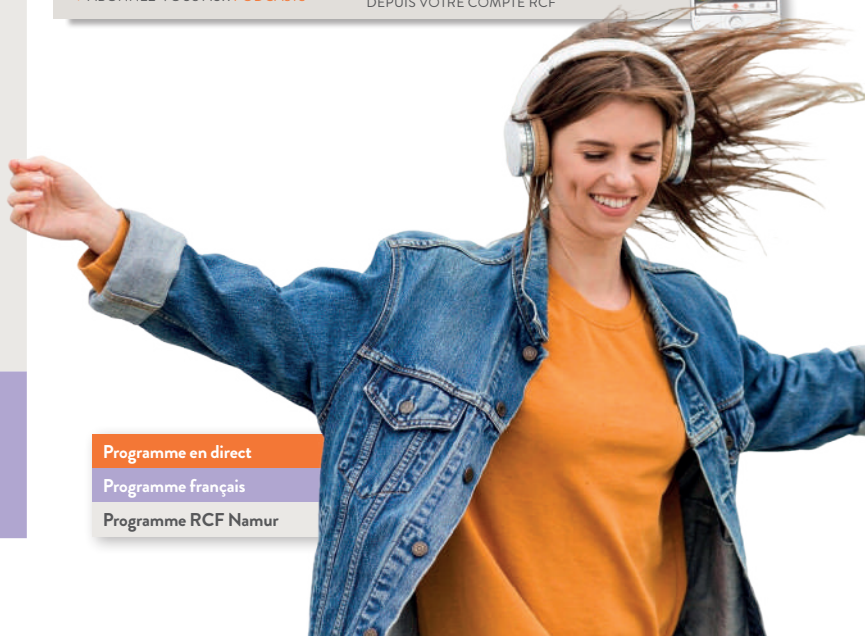 DEPUIS VOTRE COMPTE RCF
Programme en direct
Programme français
Programme RCF Namur